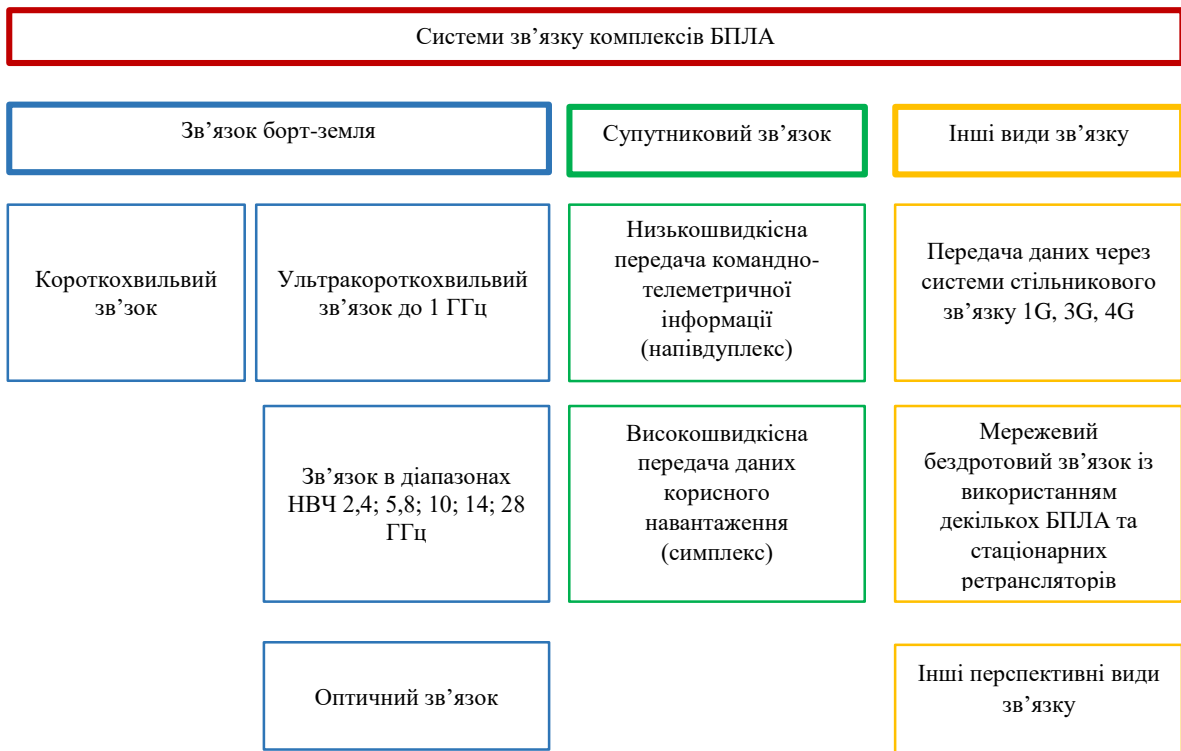 Системи зв’язку комплексів БПЛА
Зв’язок борт-земля
Супутниковий зв’язок
Інші види зв’язку
Короткохвильвий
зв’зок
Ультракороткохвильвий
зв’язок до 1 ГГц
Низькошвидкісна
передача командно-
телеметричної
інформації
(напівдуплекс)
Передача даних через
системи стільникового
зв’язку 1G, 3G, 4G
Зв’язок в діапазонах
НВЧ 2,4; 5,8; 10; 14; 28
ГГц
Високошвидкісна
передача даних
корисного
навантаження
(симплекс)
Мережевий
бездротовий зв’язок із
використанням
декількох БПЛА та
стаціонарних
ретрансляторів
Оптичний зв’язок
Інші перспективні види
зв’язку